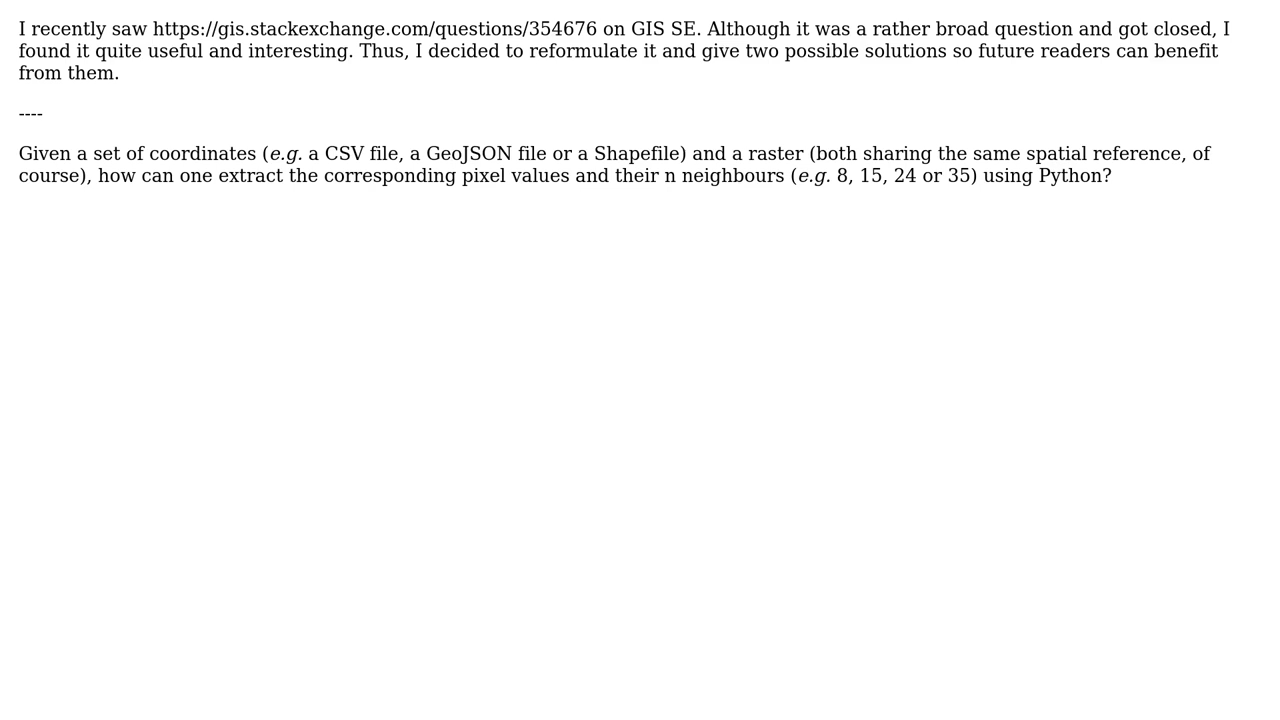 I recently saw https://gis.stackexchange.com/questions/354676 on GIS SE. Although it was a rather broad question and got closed, I
found it quite useful and interesting. Thus, I decided to reformulate it and give two possible solutions so future readers can benefit
from them.
----
Given a set of coordinates (e.g. a CSV file, a GeoJSON file or a Shapefile) and a raster (both sharing the same spatial reference, of
course), how can one extract the corresponding pixel values and their n neighbours (e.g. 8, 15, 24 or 35) using Python?